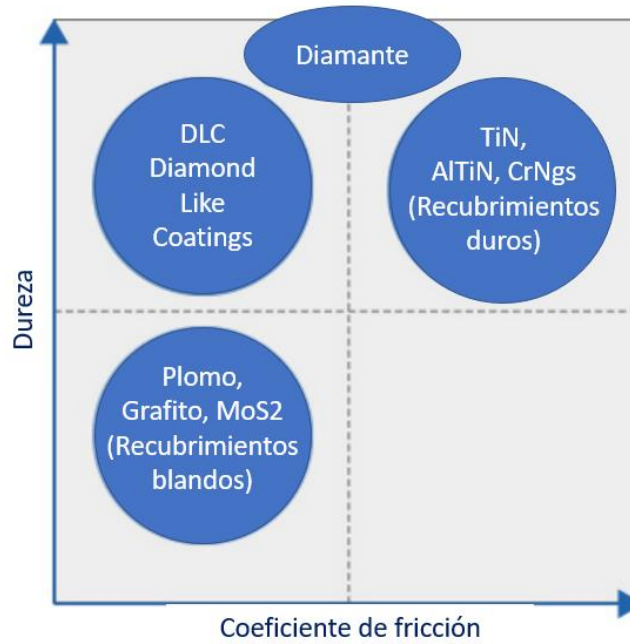 Diamante
DLC
Diamond
Like
Coatings
TiN,
AlTiN, CrNgs
(Recubrimientos
duros)
Plomo,
Grafito, MoS2
(Recubrimientos
blandos)
Dureza
Coeficiente de fricción